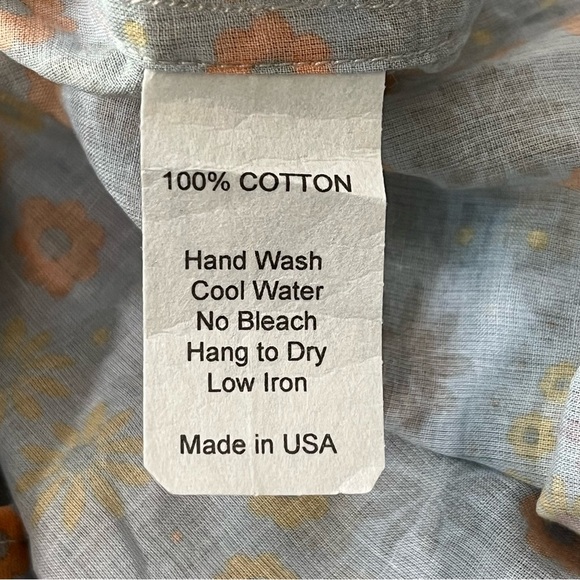 100% COTTON
Hand Wash
Cool Water
No Bleach
Hang to Dry
Low Iron
Made in USA